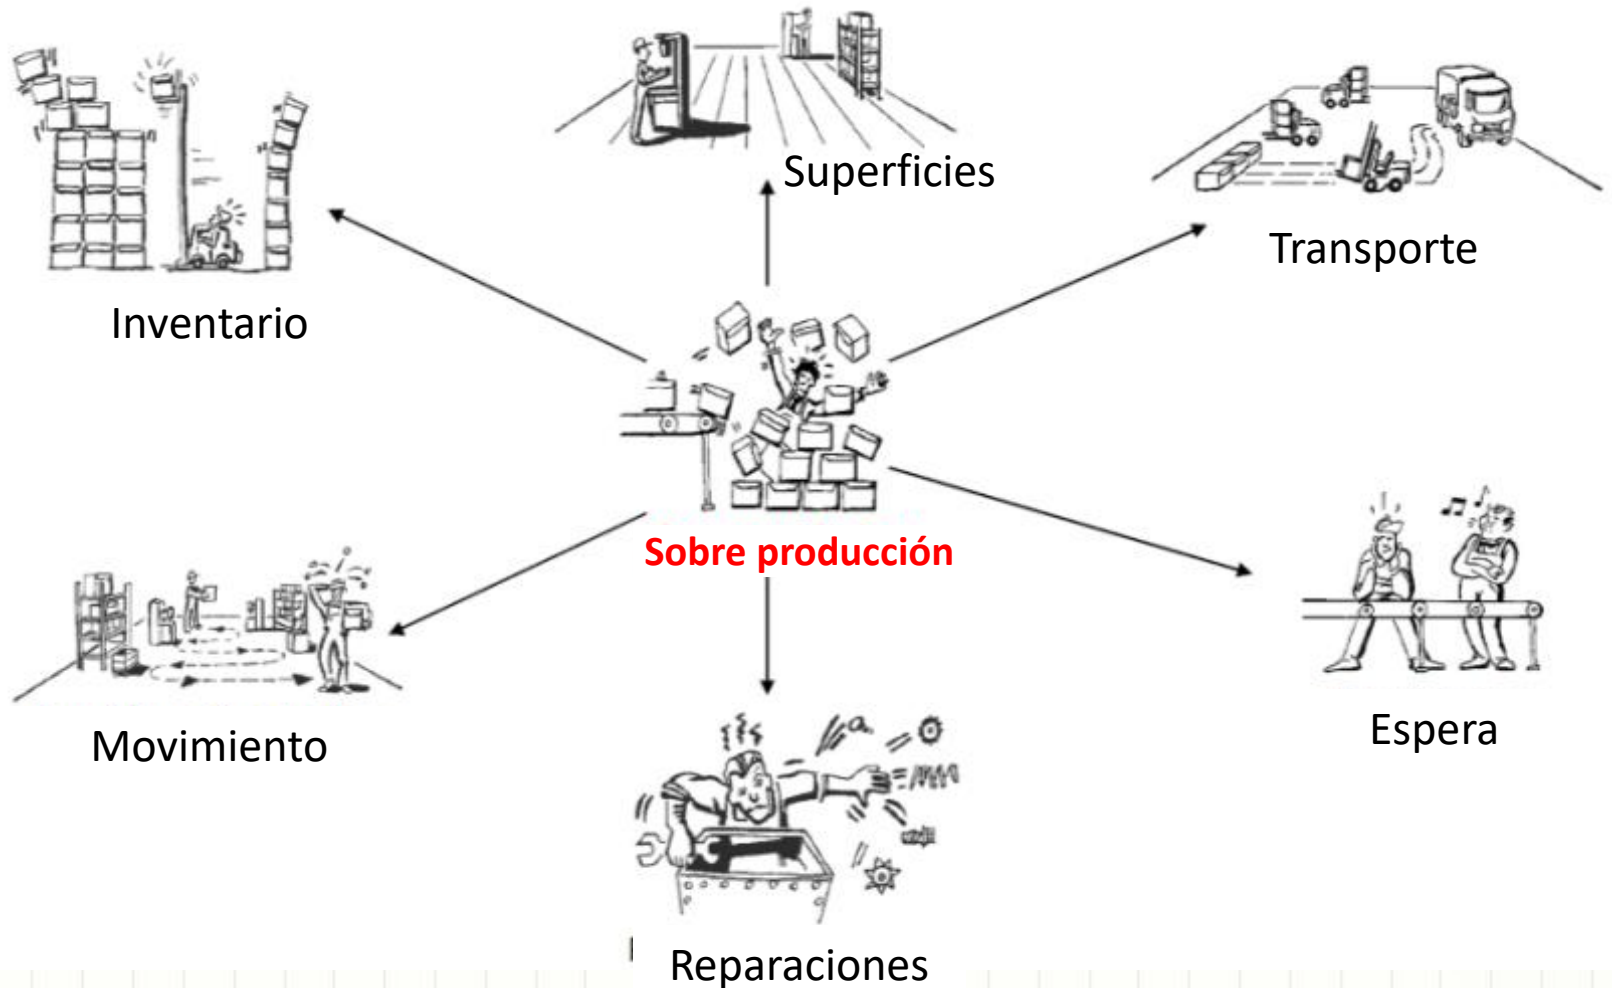 Superficies
Transporte
Inventario
Sobre producción
Movimiento
Espera
Reparaciones